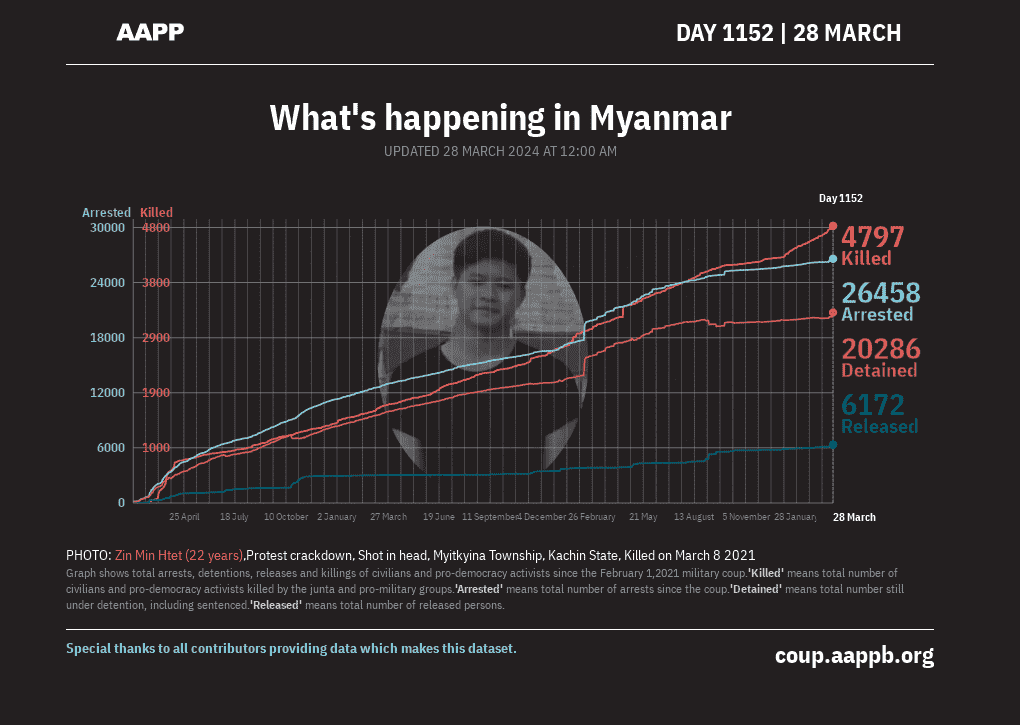 AAPP
DAY 1152 | 28 MARCH
What's happening in Myanmar
UPDATED 28 MARCH 2024 AT 12:00 AM
Day 1152
Arrested Killed
30000 4800
24000 3800
18000 2900
12000 1900
6000 1000
0
4797
Killed
26458
Arrested
20286
Detained
6172
Released
25 April 18 July 10 October 2 January 27 March 19 June 11 September 4 December 26 February 21 May 13 August 5 November 28 January 28 March
PHOTO: Zin Min Htet (22 years),Protest crackdown, Shot in head, Myitkyina Township, Kachin State, Killed on March 8 2021
Graph shows total arrests, detentions, releases and killings of civilians and pro-democracy activists since the February 1,2021 military coup.'Killed' means total number of
civilians and pro-democracy activists killed by the junta and pro-military groups.'Arrested' means total number of arrests since the coup.'Detained' means total number still
under detention, including sentenced.'Released' means total number of released persons.
Special thanks to all contributors providing data which makes this dataset.
coup.aappb.org